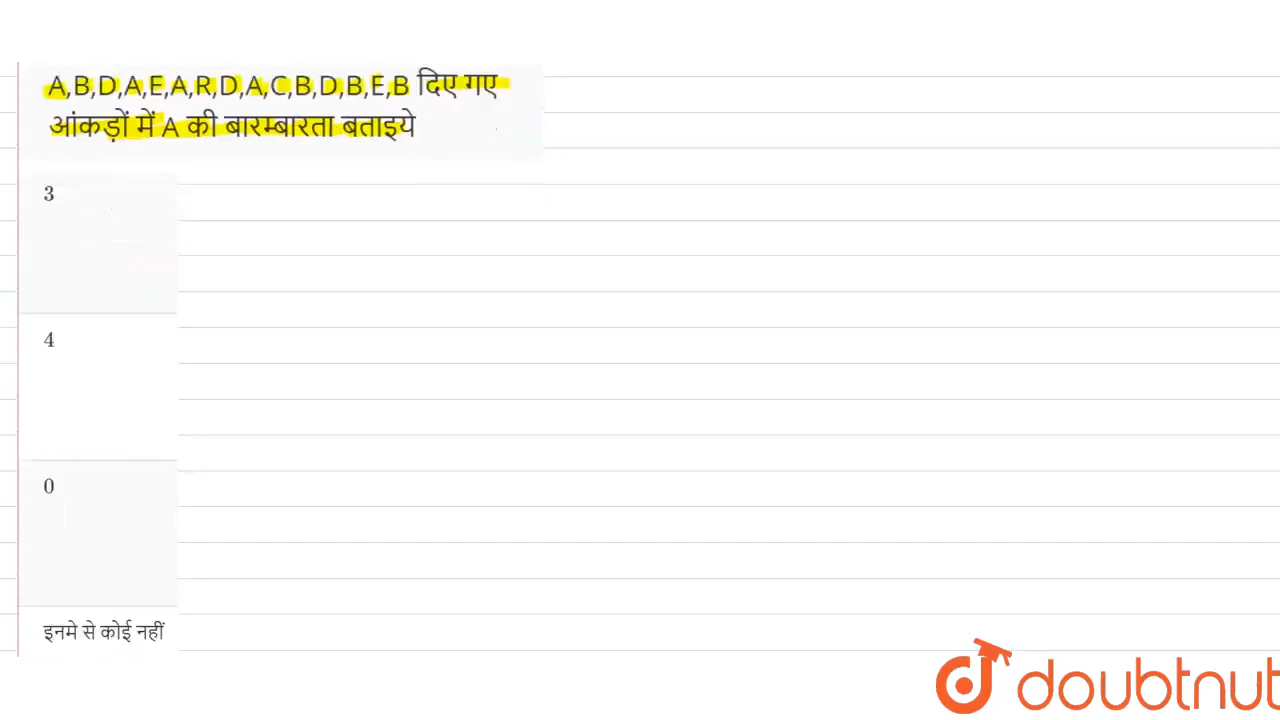 A,B,D,A,E,A,R,D,A,C,B,D,B,E,B दिए गए
आंकड़ों में A की बारम्बारता बताइये
3
4
0
इनमे से कोई नहीं
doubtnut